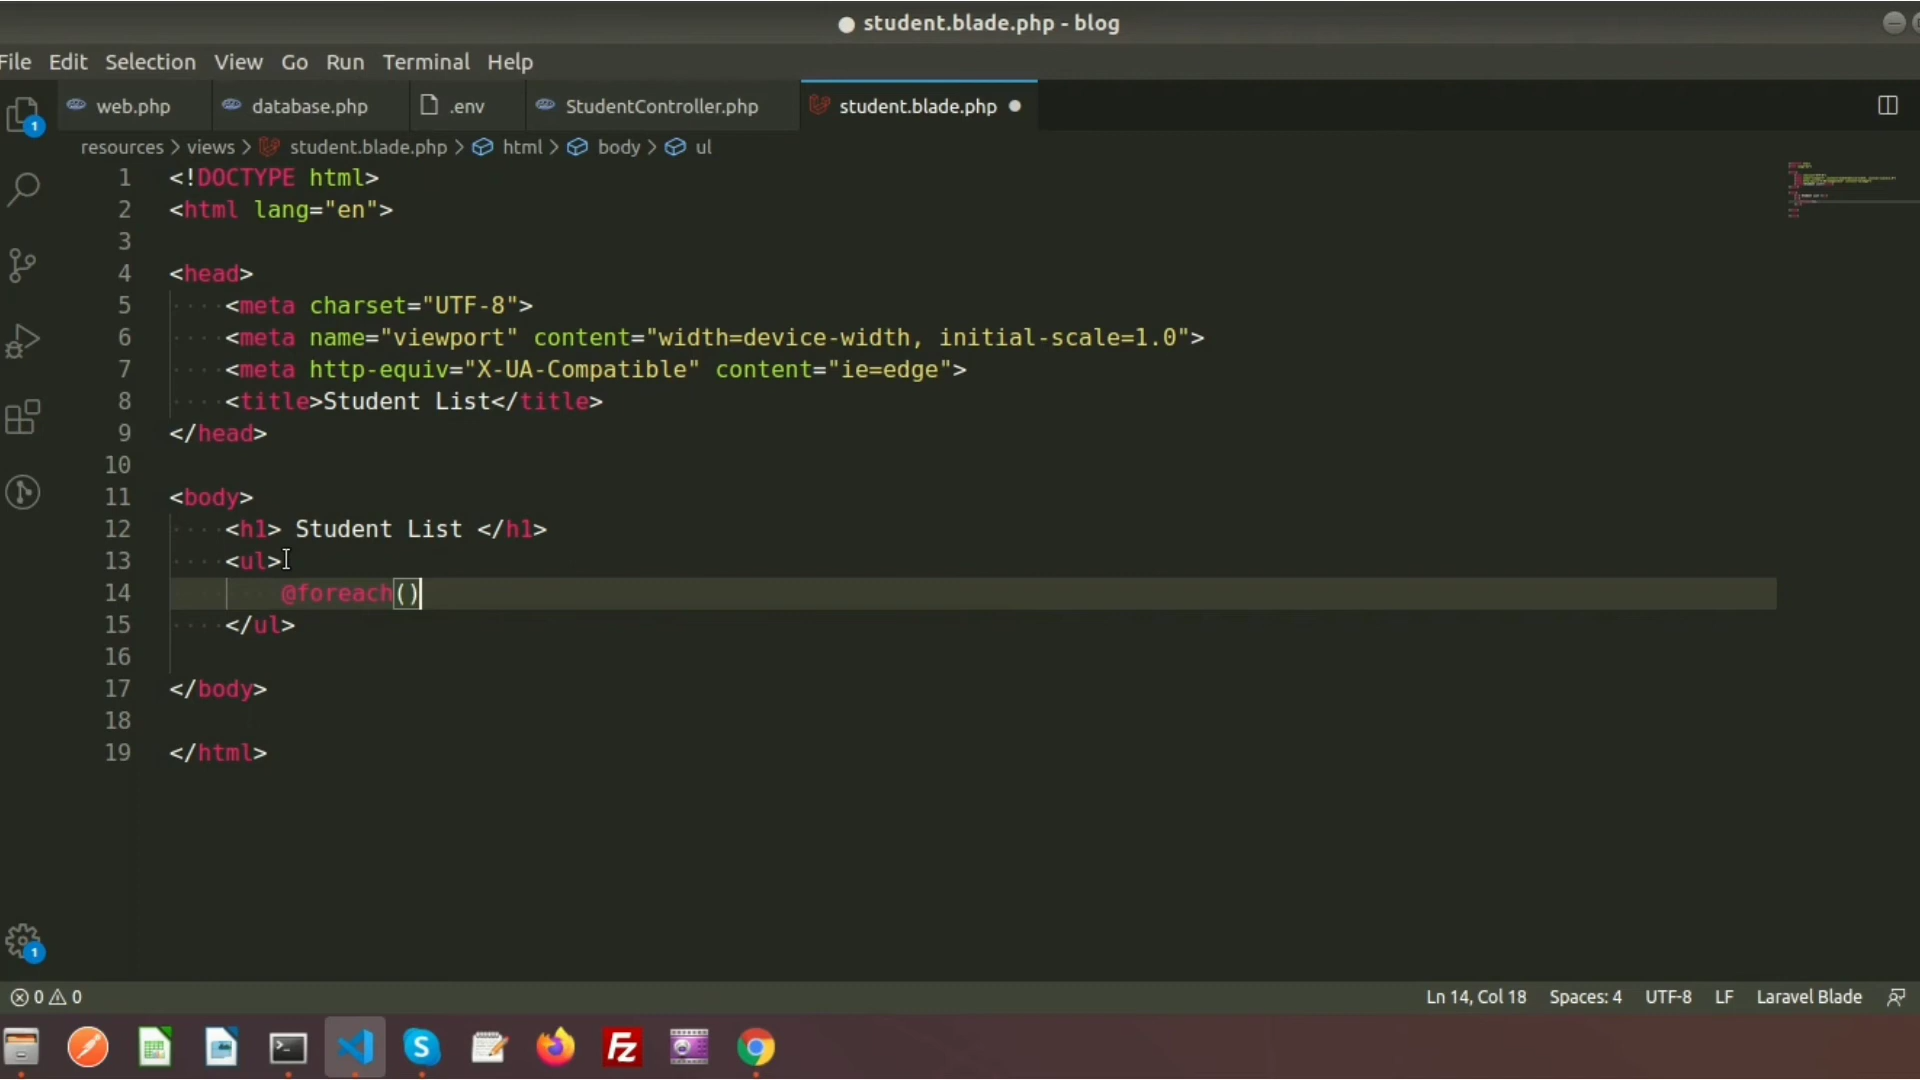 student.blade.php - blog
File Edit Selection View Go Run Terminal Help
web.php database.php .env StudentController.php student.blade.php
resources > views > student.blade.php > html > body > ul
1 <!DOCTYPE html>
2 <html lang="en">
3
4 <head>
5 <meta charset="UTF-8">
6 <meta name="viewport" content="width=device-width, initial-scale=1.0">
7 <meta http-equiv="X-UA-Compatible" content="ie=edge">
8 <title>Student List</title>
9 </head>
10
11 <body>
12 <h1> Student List </h1>
13 <ul>
14 @foreach()
15 </ul>
16
17 </body>
18
19 </html>
1
1
0 0 Ln 14, Col 18 Spaces: 4 UTF-8 LF Laravel Blade
S Fz